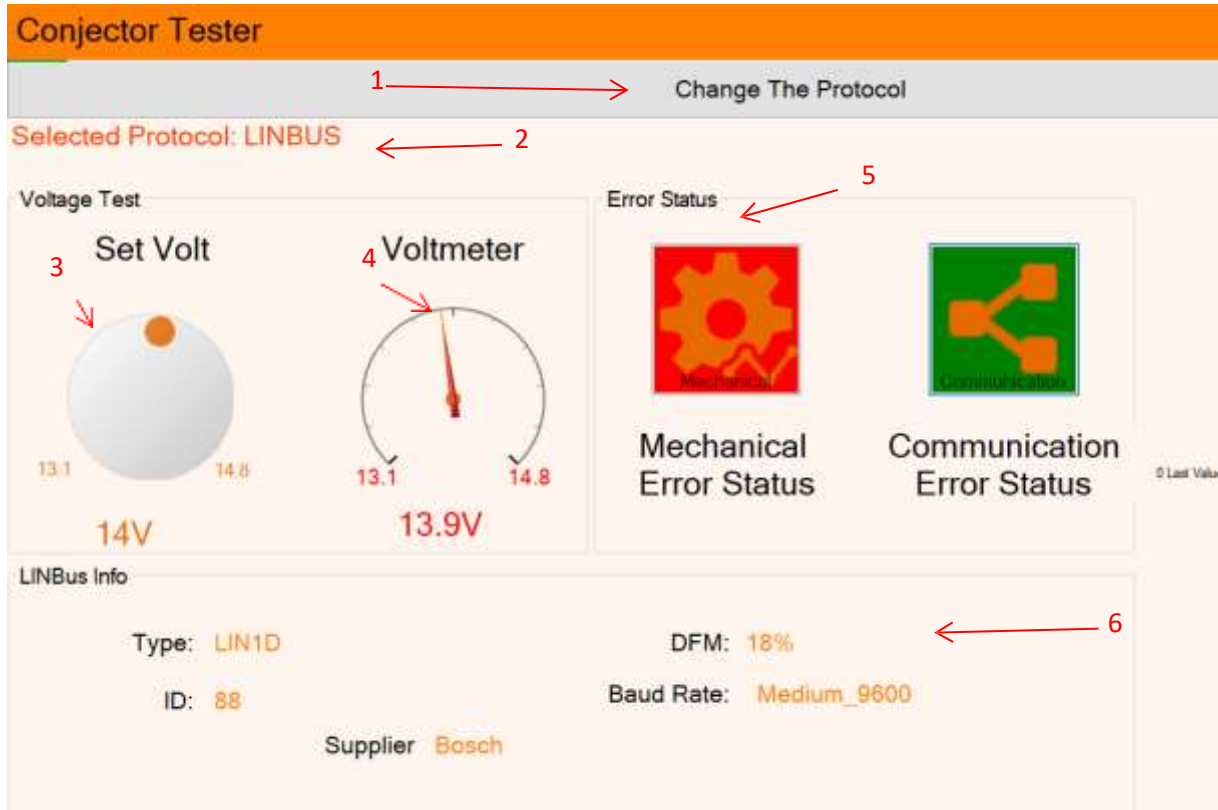 Conjector Tester
1
Change The Protocol
Selected Protocol: LINBUS
2
Voltage Test
Error Status
5
Set Volt
Voltmeter
3
4
Mechanical
Communication
13.1
14.8
13.1
14.8
14V
13.9V
Mechanical
Error Status
Communication
Error Status
0 Last Valu
LINBus Info
Type: LIN1D
DFM: 18%
6
ID: 88
Baud Rate: Medium_9600
Supplier Bosch